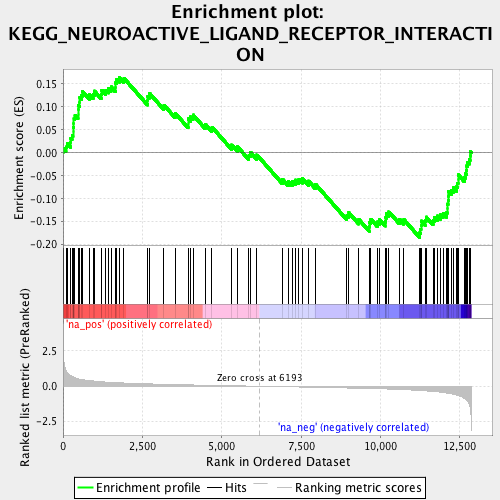 Enrichment plot:
KEGG_NEUROACTIVE_LIGAND_RECEPTOR_INTERACTI
ON
Enrichment score (ES)
0.15
0.10
0.05
0.00
-0.05
-0.10
-0.15
-0.20
'na_pos' (positively correlated)
Ranked list metric (PreRanked)
2.5
0.0
-2.5
Zero cross at 6193
'na_neg' (negatively correlated)
0
2,500
5,000
7,500
10,000
12,500
Rank in Ordered Dataset
Enrichment profile
Hits
Ranking metric scores